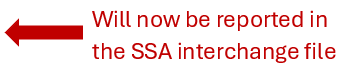 Will now be reported in
the SSA interchange file